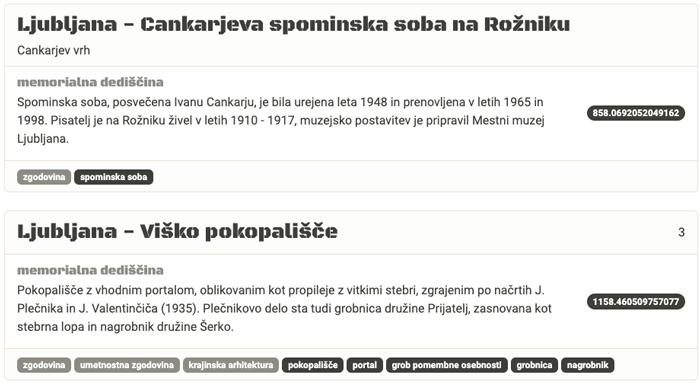 Ljubljana – Cankarjeva spominska soba na Rožniku
Cankarjev vrh
memorialna dediščina
Spominska soba, posvečena Ivanu Cankarju, je bila urejena leta 1948 in prenovljena v letih 1965 in
1998. Pisatelj je na Rožniku živel v letih 1910 - 1917, muzejsko postavitev je pripravil Mestni muzej
Ljubljana.
858.0692052049162
zgodovina spominska soba
Ljubljana – Viško pokopališče
3
memorialna dediščina
Pokopališče z vhodnim portalom, oblikovanim kot propileje z vitkimi stebri, zgrajenim po načrtih J.
Plečnika in J. Valentinčiča (1935). Plečnikovo delo sta tudi grobnica družine Prijatelj, zasnovana kot
stebrna lopa in nagrobnik družine Šerko.
1158.460509757077
zgodovina umetnostna zgodovina krajinska arhitektura pokopališče portal grob pomembne osebnosti grobnica nagrobnik